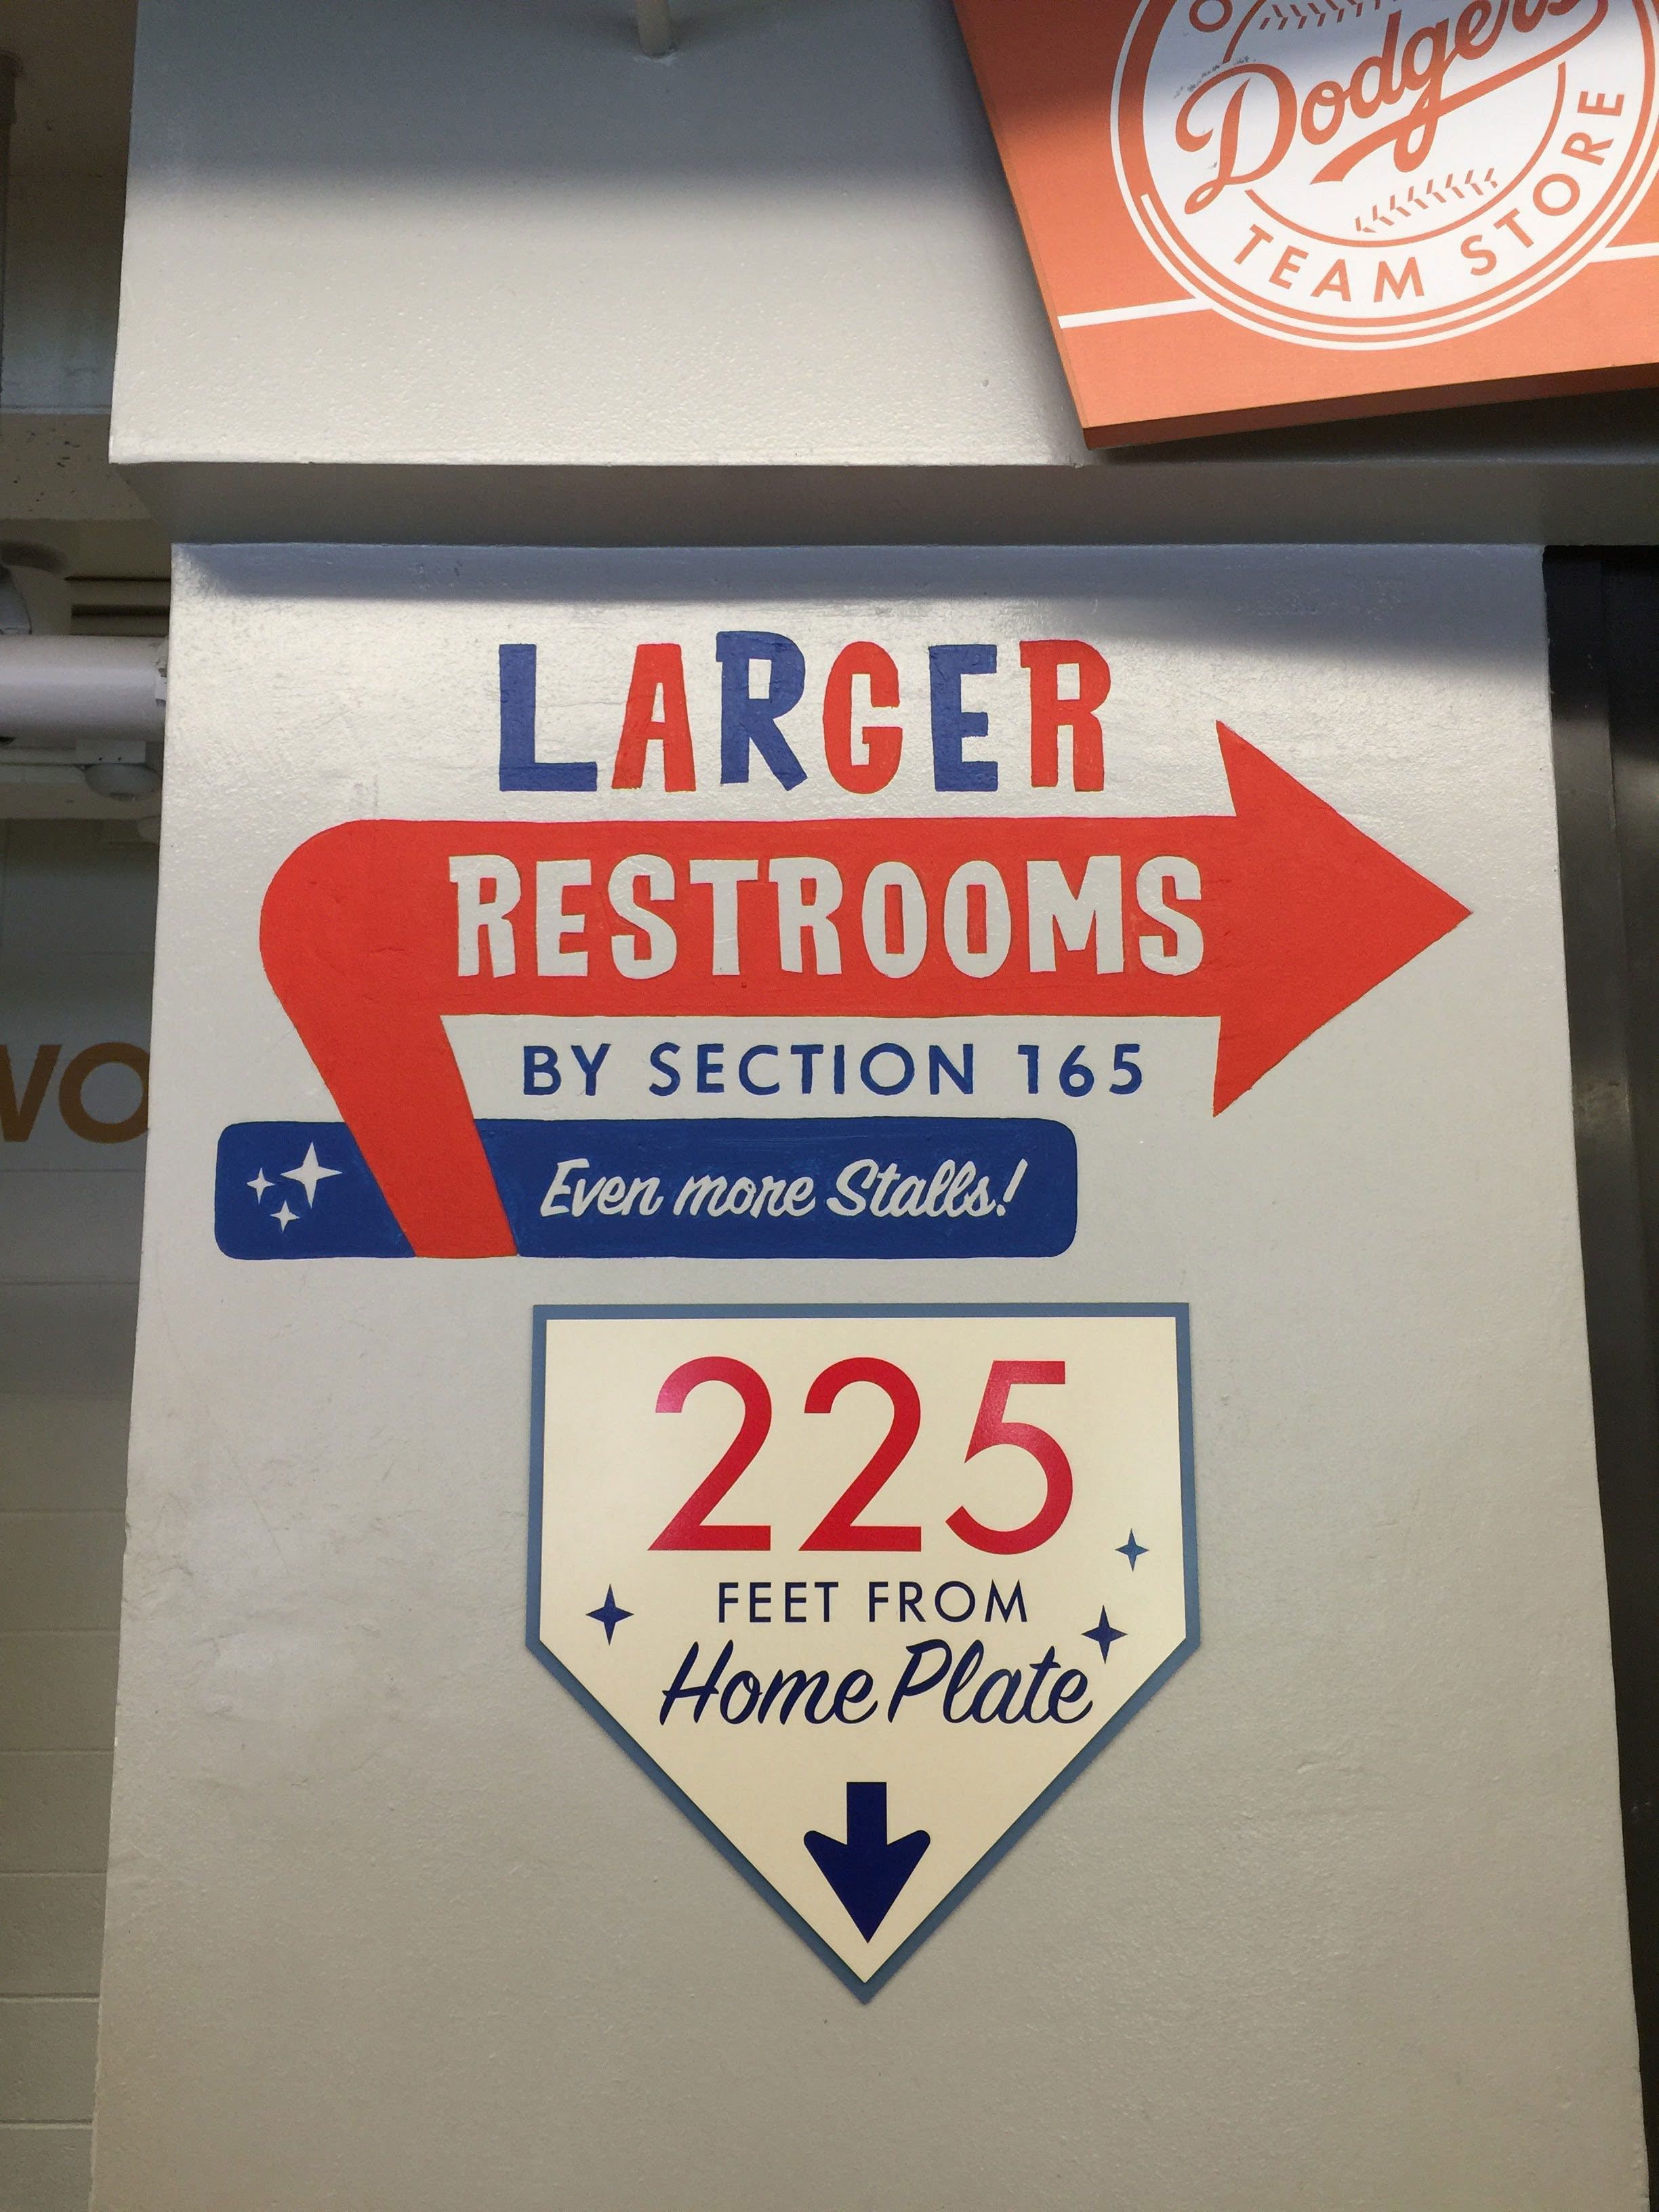 Dodgers
TEAM STORE
LARGER
RESTROOMS
BY SECTION 165
Even more Stalls!
225
FEET FROM
Home Plate